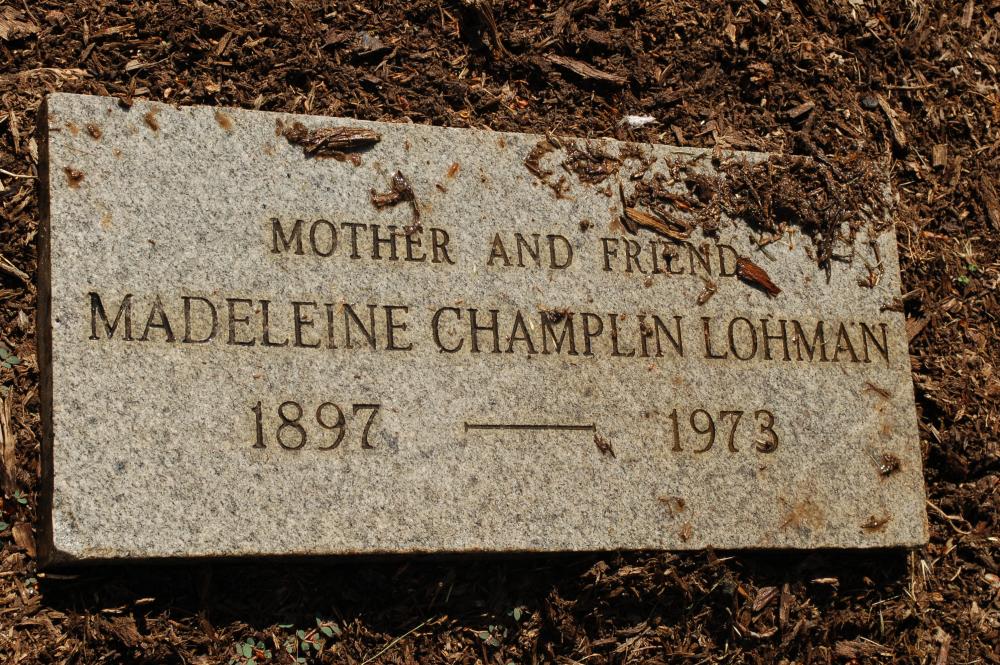 MOTHER AND FRIEND
MADELEINE CHAMPLIN LOHMAN
1897 — 1973